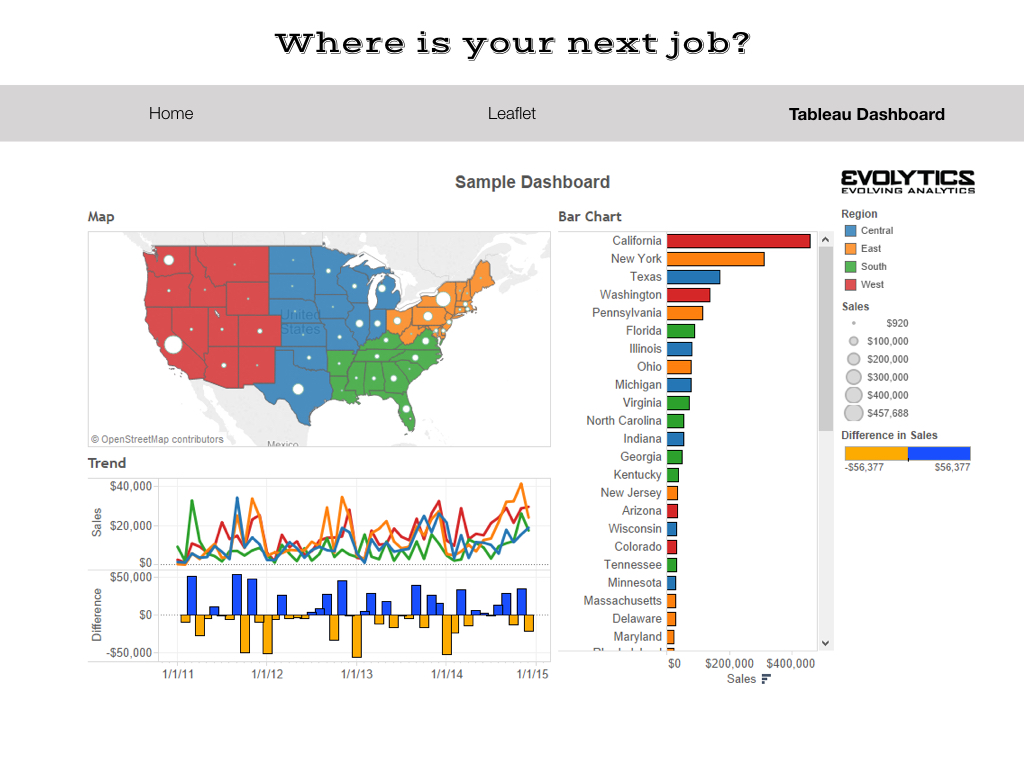 Where is your next job?
Home
Leaflet
Tableau Dashboard
Sample Dashboard
EVOLYTICS
EVOLVING ANALYTICS
Map
United
States
© OpenStreetMap contributors
Mexico
Trend
Sales
$40,000
$20,000
$0
Difference
$50,000
$0
-$50,000
1/1/11
1/1/12
1/1/13
1/1/14
1/1/15
Bar Chart
California
New York
Texas
Washington
Pennsylvania
Florida
Illinois
Ohio
Michigan
Virginia
North Carolina
Indiana
Georgia
Kentucky
New Jersey
Arizona
Wisconsin
Colorado
Tennessee
Minnesota
Massachusetts
Delaware
Maryland
$0
$200,000
$400,000
Sales
Region
Central
East
South
West
Sales
$920
$100,000
$200,000
$300,000
$400,000
$457,688
Difference in Sales
-$56,377
$56,377